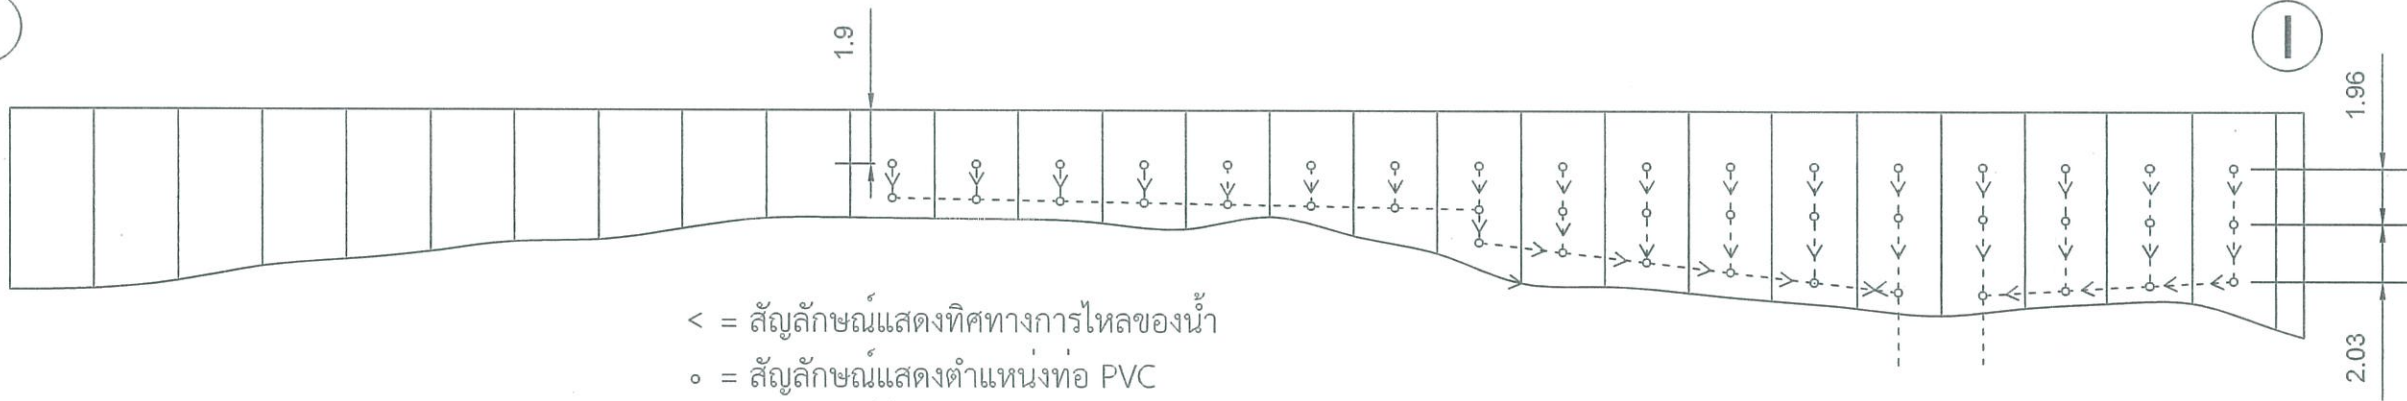 1.9
I
1.96
< = สัญลักษณ์แสดงทิศทางการไหลของน้ำ
o = สัญลักษณ์แสดงตำแหน่งท่อ PVC
2.03